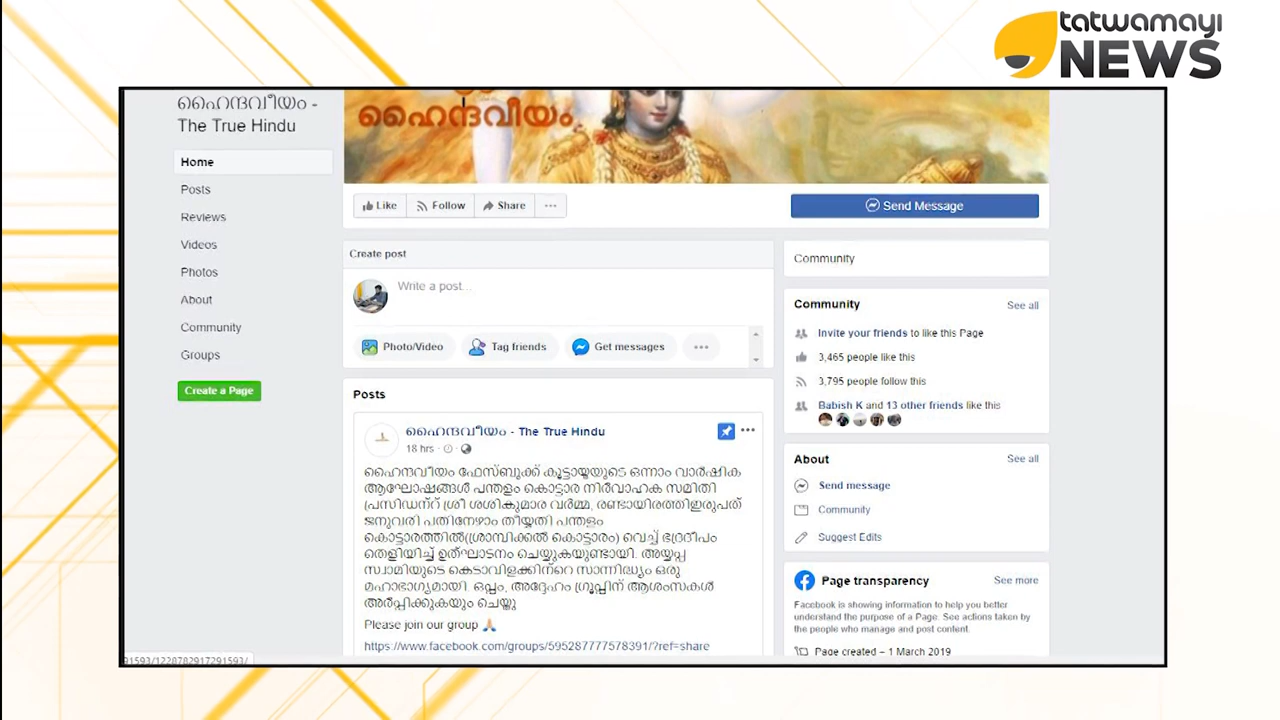 tatwamayi
NEWS
ഹൈന്ദവീയം -
The True Hindu
Home
Posts
Reviews
Videos
Photos
About
Community
Groups
Create a Page
ഹൈന്ദവീയം
Like
Follow
Share
Send Message
Create post
Write a post...
Photo/Video
Tag friends
Get messages
Posts
ഹൈന്ദവീയം - The True Hindu
18 hrs
ഹൈന്ദവീയം ഫേസ്ബുക്ക് കൂട്ടായ്മയുടെ ഒന്നാം വാർഷിക
ആഘോഷങ്ങൾ പന്തളം കൊട്ടാര നിർവാഹക സമിതി
പ്രസിഡന്റ് ശ്രീ ശശികുമാര വർമ്മ, രണ്ടായിരത്തിഇരുപത്
ജനുവരി പതിനേഴാം തീയ്യതി പന്തളം
കൊട്ടാരത്തിൽ(ശ്രാമ്പിക്കൽ കൊട്ടാരം) വെച്ച് ഭദ്രദീപം
തെളിയിച്ച് ഉത്ഘാടനം ചെയ്യുകയുണ്ടായി. അയ്യപ്പ
സ്വാമിയുടെ കെടാവിളക്കിന്റെ സാന്നിദ്ധ്യം ഒരു
മഹാഭാഗ്യമായി. ഒപ്പം, അദ്ദേഹം ഗ്രൂപ്പിന് ആശംസകൾ
അർപ്പിക്കുകയും ചെയ്തു
Please join our group 🙏
https://www.facebook.com/groups/595287777578391/?ref=share
Community
Community
See all
Invite your friends to like this Page
3,465 people like this
3,795 people follow this
Babish K and 13 other friends like this
About
See all
Send message
Community
Suggest Edits
Page transparency
See more
Facebook is showing information to help you better
understand the purpose of a Page. See actions taken by
the people who manage and post content.
Page created – 1 March 2019
91593/1228782917291593/